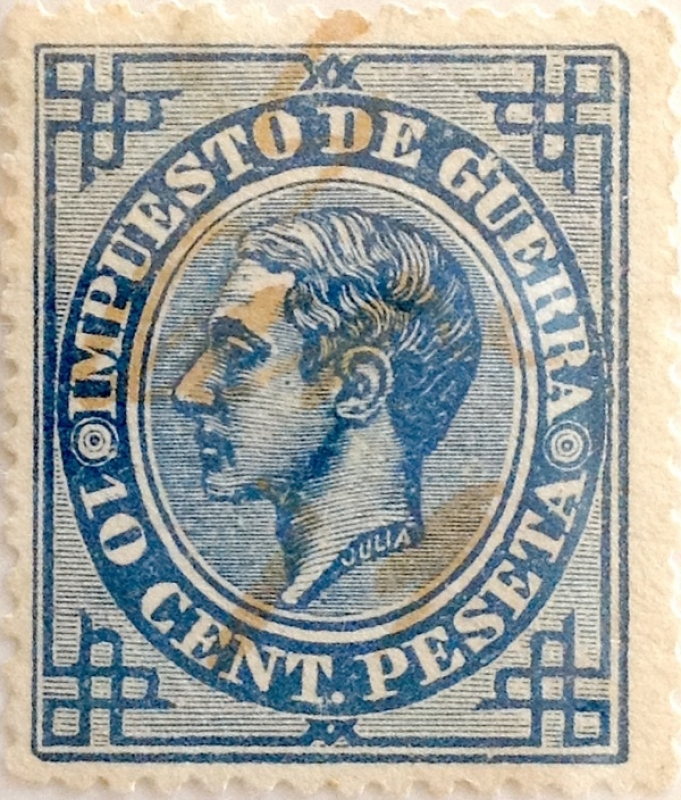 IMPUESTO DE GUERRA
10 CENT. PESETA
JULIA